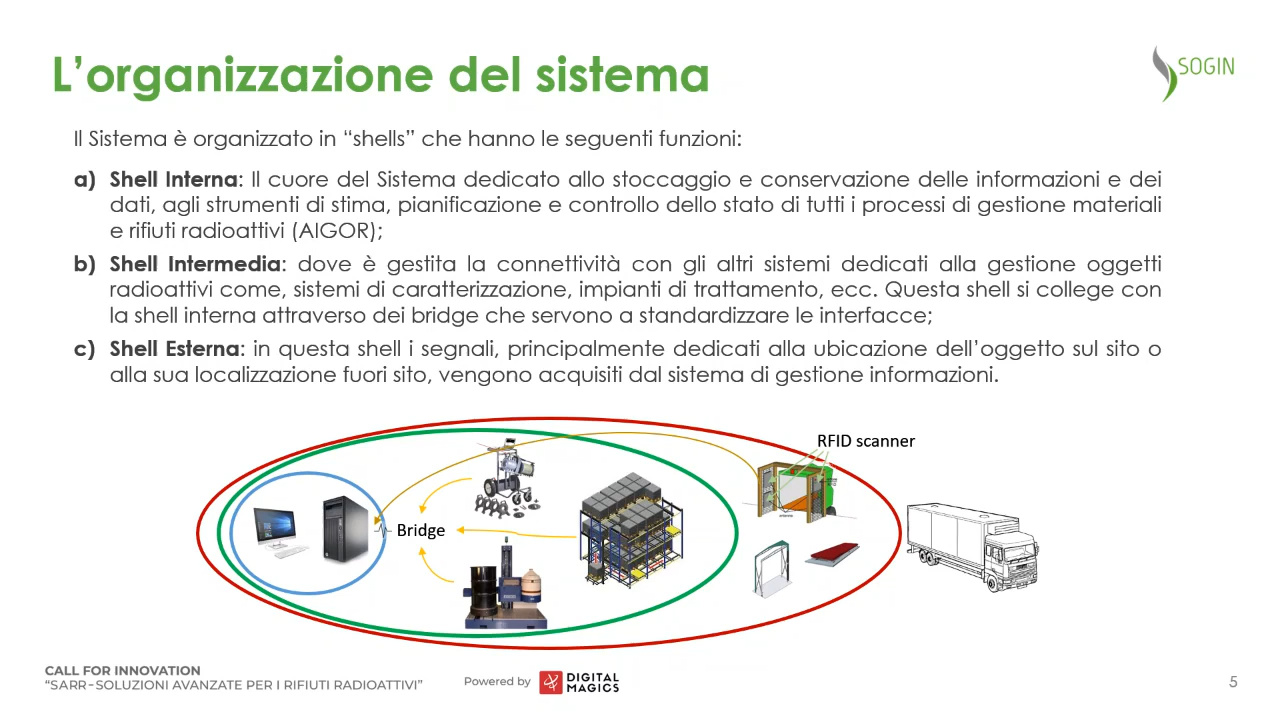 L’organizzazione del sistema
SOGIN
Il Sistema è organizzato in “shells” che hanno le seguenti funzioni:
a) Shell Interna: Il cuore del Sistema dedicato allo stoccaggio e conservazione delle informazioni e dei
dati, agli strumenti di stima, pianificazione e controllo dello stato di tutti i processi di gestione materiali
e rifiuti radioattivi (AIGOR);
b) Shell Intermedia: dove è gestita la connettività con gli altri sistemi dedicati alla gestione oggetti
radioattivi come, sistemi di caratterizzazione, impianti di trattamento, ecc. Questa shell si college con
la shell interna attraverso dei bridge che servono a standardizzare le interfacce;
c) Shell Esterna: in questa shell i segnali, principalmente dedicati alla ubicazione dell’oggetto sul sito o
alla sua localizzazione fuori sito, vengono acquisiti dal sistema di gestione informazioni.
RFID scanner
Bridge
CALL FOR INNOVATION
“SARR-SOLUZIONI AVANZATE PER I RIFIUTI RADIOATTIVI”
Powered by
DIGITAL
MAGICS
5